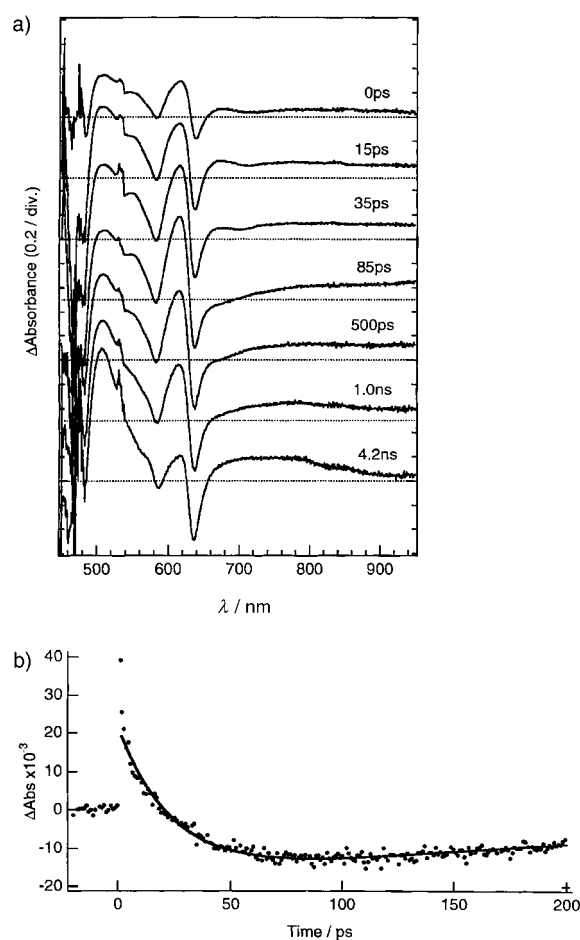 a)
0ps
15ps
35ps
85ps
500ps
1.0ns
4.2ns
ΔAbsorbance (0.2 / div.)
500 600 700 800 900
λ / nm
b)
40
30
20
10
0
-10
-20
ΔAbs x10⁻³
0 50 100 150 200
Time / ps